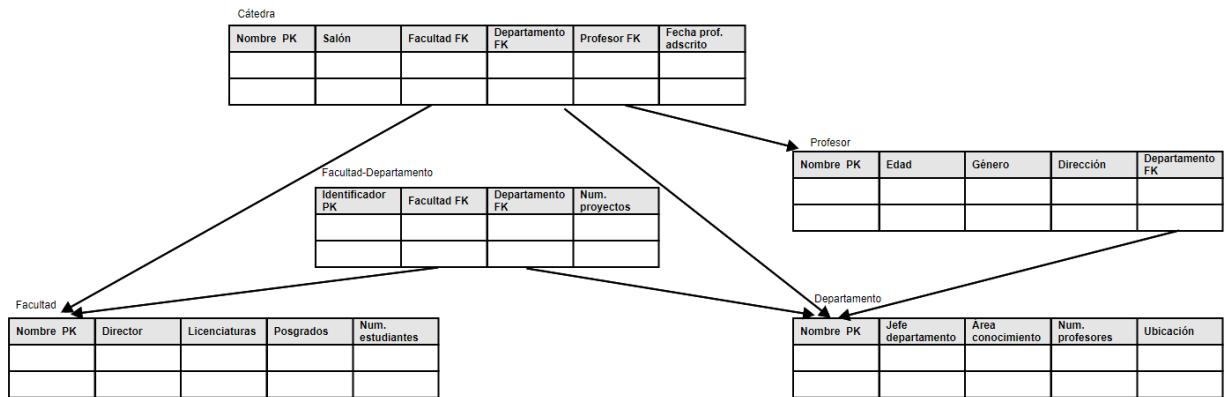 Cátedra
Nombre PK
Salón
Facultad FK
Departamento
FK
Profesor FK
Fecha prof.
adscrito
Profesor
Nombre PK
Edad
Género
Dirección
Departamento
FK
Facultad-Departamento
Identificador
PK
Facultad FK
Departamento
FK
Num.
proyectos
Facultad
Nombre PK
Director
Licenciaturas
Posgrados
Num.
estudiantes
Departamento
Nombre PK
Jefe
departamento
Área
conocimiento
Num.
profesores
Ubicación